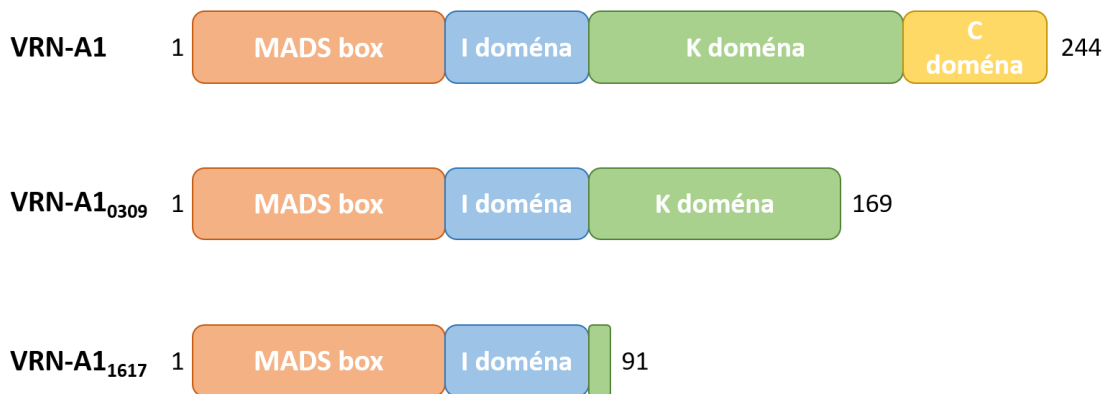 VRN-A1 1 MADS box I doména K doména C doména 244
VRN-A1₀₃₀₉ 1 MADS box I doména K doména 169
VRN-A1₁₆₁₇ 1 MADS box I doména 91